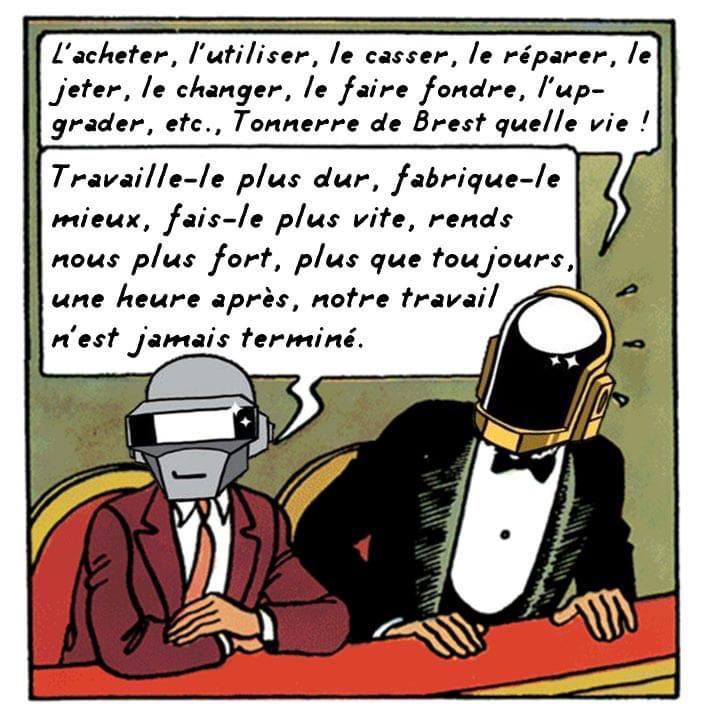 L'acheter, l'utiliser, le casser, le réparer, le
jeter, le changer, le faire fondre, l'up-
grader, etc., Tonnerre de Brest quelle vie !
Travaille-le plus dur, fabrique-le
mieux, fais-le plus vite, rends
nous plus fort, plus que toujours,
une heure après, notre travail
n'est jamais terminé.